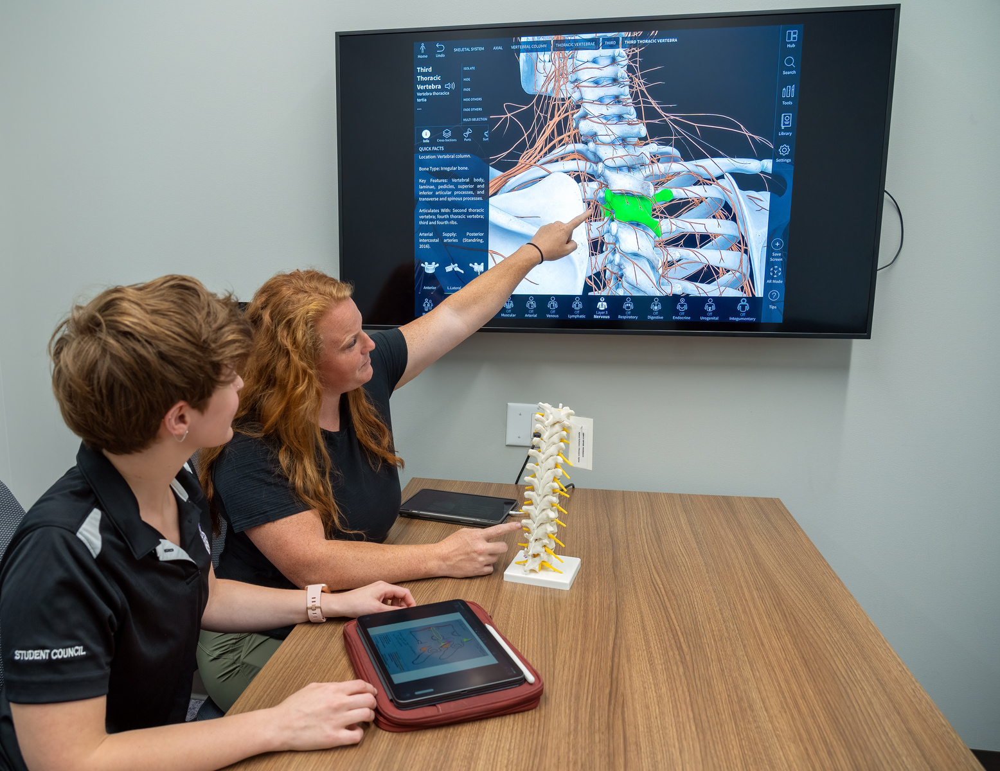 Home
Undo
SKELETAL SYSTEM
AXIAL
VERTEBRAL COLUMN
THORACIC VERTEBRAE
THIRD
THIRD THORACIC VERTEBRA
Third
Thoracic
Vertebra
Vertebra thoracica
tertia
...
ISOLATE
HIDE
FADE
HIDE OTHERS
FADE OTHERS
MULTI SELECTION
Info
Cross-Sections
Parts
QUICK FACTS
Location: Vertebral column.
Bone Type: Irregular bone.
Key Features: Vertebral body,
laminae, pedicles, superior and
inferior articular processes, and
transverse and spinous processes.
Articulates With: Second thoracic
vertebra; fourth thoracic vertebra;
third and fourth ribs.
Arterial Supply: Posterior
intercostal arteries (Standring,
2016).
Anterior
L.Lateral
Hub
Search
Tools
Library
Settings
Save
Screen
AR Mode
Tips
Off
Muscular
Off
Arterial
Off
Venous
Off
Lymphatic
Layer 3
Nervous
Off
Respiratory
Off
Digestive
Off
Endocrine
Off
Urogenital
Off
Integumentary
STUDENT COUNCIL